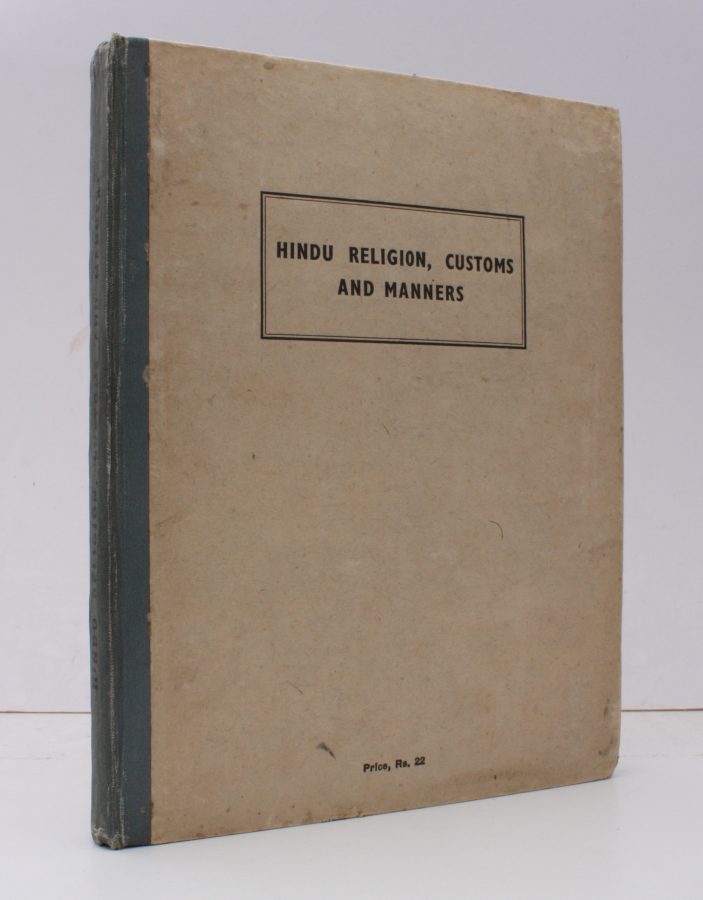 HINDU RELIGION, CUSTOMS
AND MANNERS
Price, Rs. 22